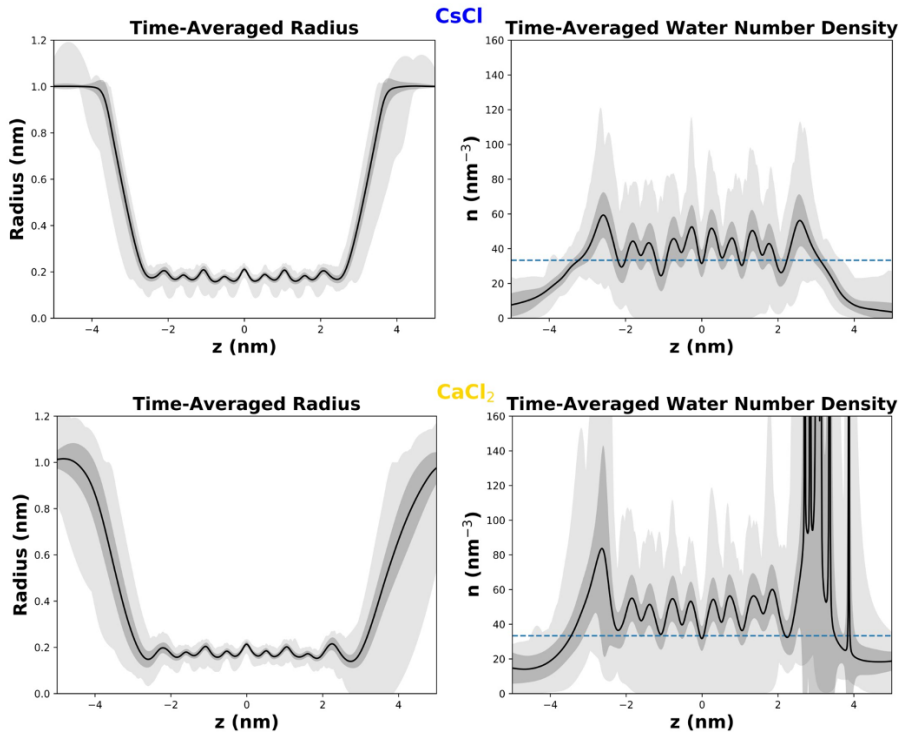 CsCl
Time-Averaged Radius
Time-Averaged Water Number Density
1.2
1.0
0.8
0.6
0.4
0.2
0.0
Radius (nm)
−4 −2 0 2 4
z (nm)
160
140
120
100
80
60
40
20
0
n (nm⁻³)
−4 −2 0 2 4
z (nm)
CaCl₂
Time-Averaged Radius
Time-Averaged Water Number Density
1.2
1.0
0.8
0.6
0.4
0.2
0.0
Radius (nm)
−4 −2 0 2 4
z (nm)
160
140
120
100
80
60
40
20
0
n (nm⁻³)
−4 −2 0 2 4
z (nm)